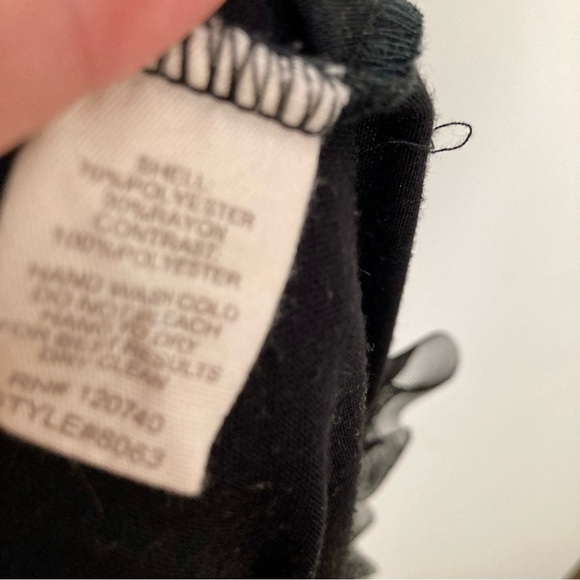 SHELL:
70%POLYESTER
30%RAYON
CONTRAST:
100%POLYESTER
HAND WASH COLD
DO NOT BLEACH
HANG TO DRY
FOR BEST RESULTS
DRY CLEAN
RN# 120740
STYLE#8063